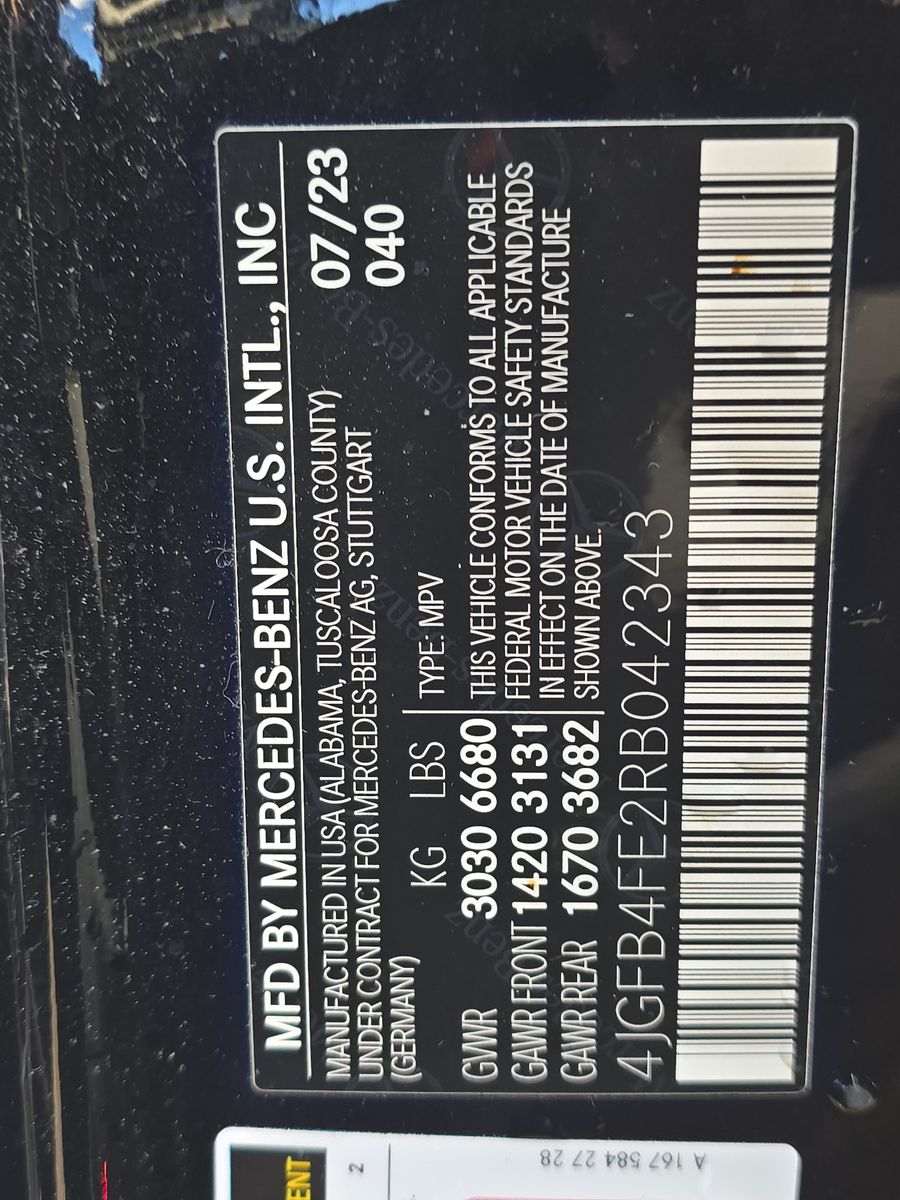 MFD BY MERCEDES-BENZ U.S. INTL., INC
MANUFACTURED IN USA (ALABAMA, TUSCALOOSA COUNTY) 07/23
UNDER CONTRACT FOR MERCEDES-BENZ AG, STUTTGART 040
(GERMANY)
KG LBS TYPE: MPV
GVWR 3030 6680 THIS VEHICLE CONFORMS TO ALL APPLICABLE
GAWR FRONT 1420 3131 FEDERAL MOTOR VEHICLE SAFETY STANDARDS
IN EFFECT ON THE DATE OF MANUFACTURE
GAWR REAR 1670 3682 SHOWN ABOVE.
4JGFB4FE2RB042343
ENT
2
A 167 584 27 28